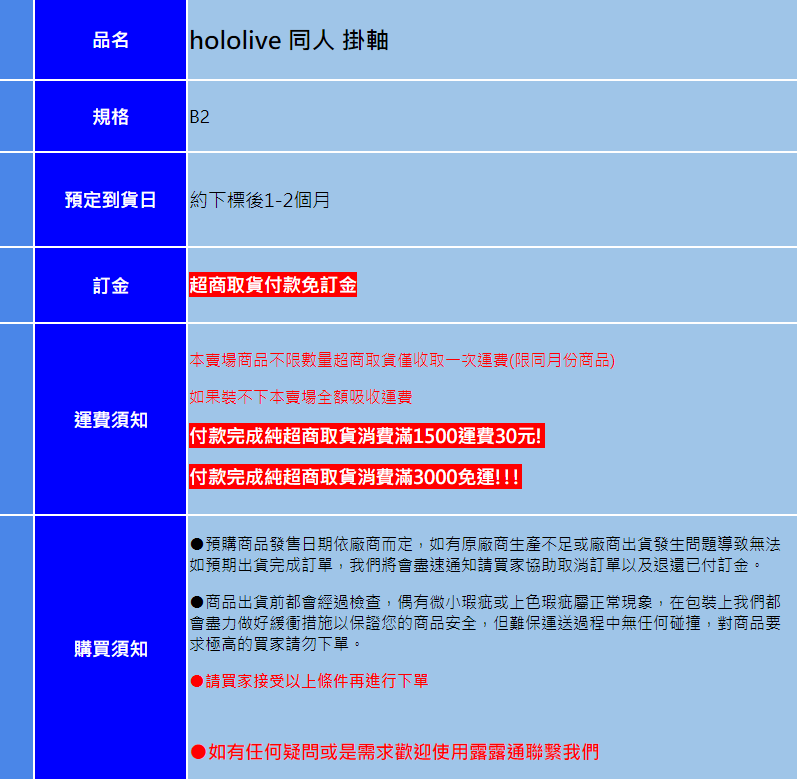 品名
hololive 同人 掛軸
規格
B2
預定到貨日
約下標後1-2個月
訂金
超商取貨付款免訂金
運費須知
本賣場商品不限數量超商取貨僅收取一次運費(限同月份商品)
如果裝不下本賣場全額吸收運費
付款完成純超商取貨消費滿1500運費30元!
付款完成純超商取貨消費滿3000免運!!!
購買須知
●預購商品發售日期依廠商而定，如有原廠商生產不足或廠商出貨發生問題導致無法
如預期出貨完成訂單，我們將會盡速通知請買家協助取消訂單以及退還已付訂金。
●商品出貨前都會經過檢查，偶有微小瑕疵或上色瑕疵屬正常現象，在包裝上我們都
會盡力做好緩衝措施以保證您的商品安全，但難保運送過程中無任何碰撞，對商品要
求極高的買家請勿下單。
●請買家接受以上條件再進行下單
●如有任何疑問或是需求歡迎使用露露通聯繫我們